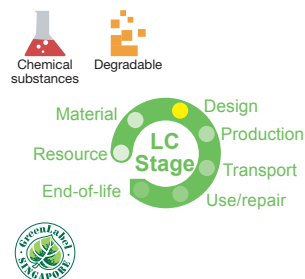 Chemical
substances
Degradable
Design
Material
Production
LC
Stage
Resource
Transport
End-of-life
Use/repair
GreenLabel
SINGAPORE